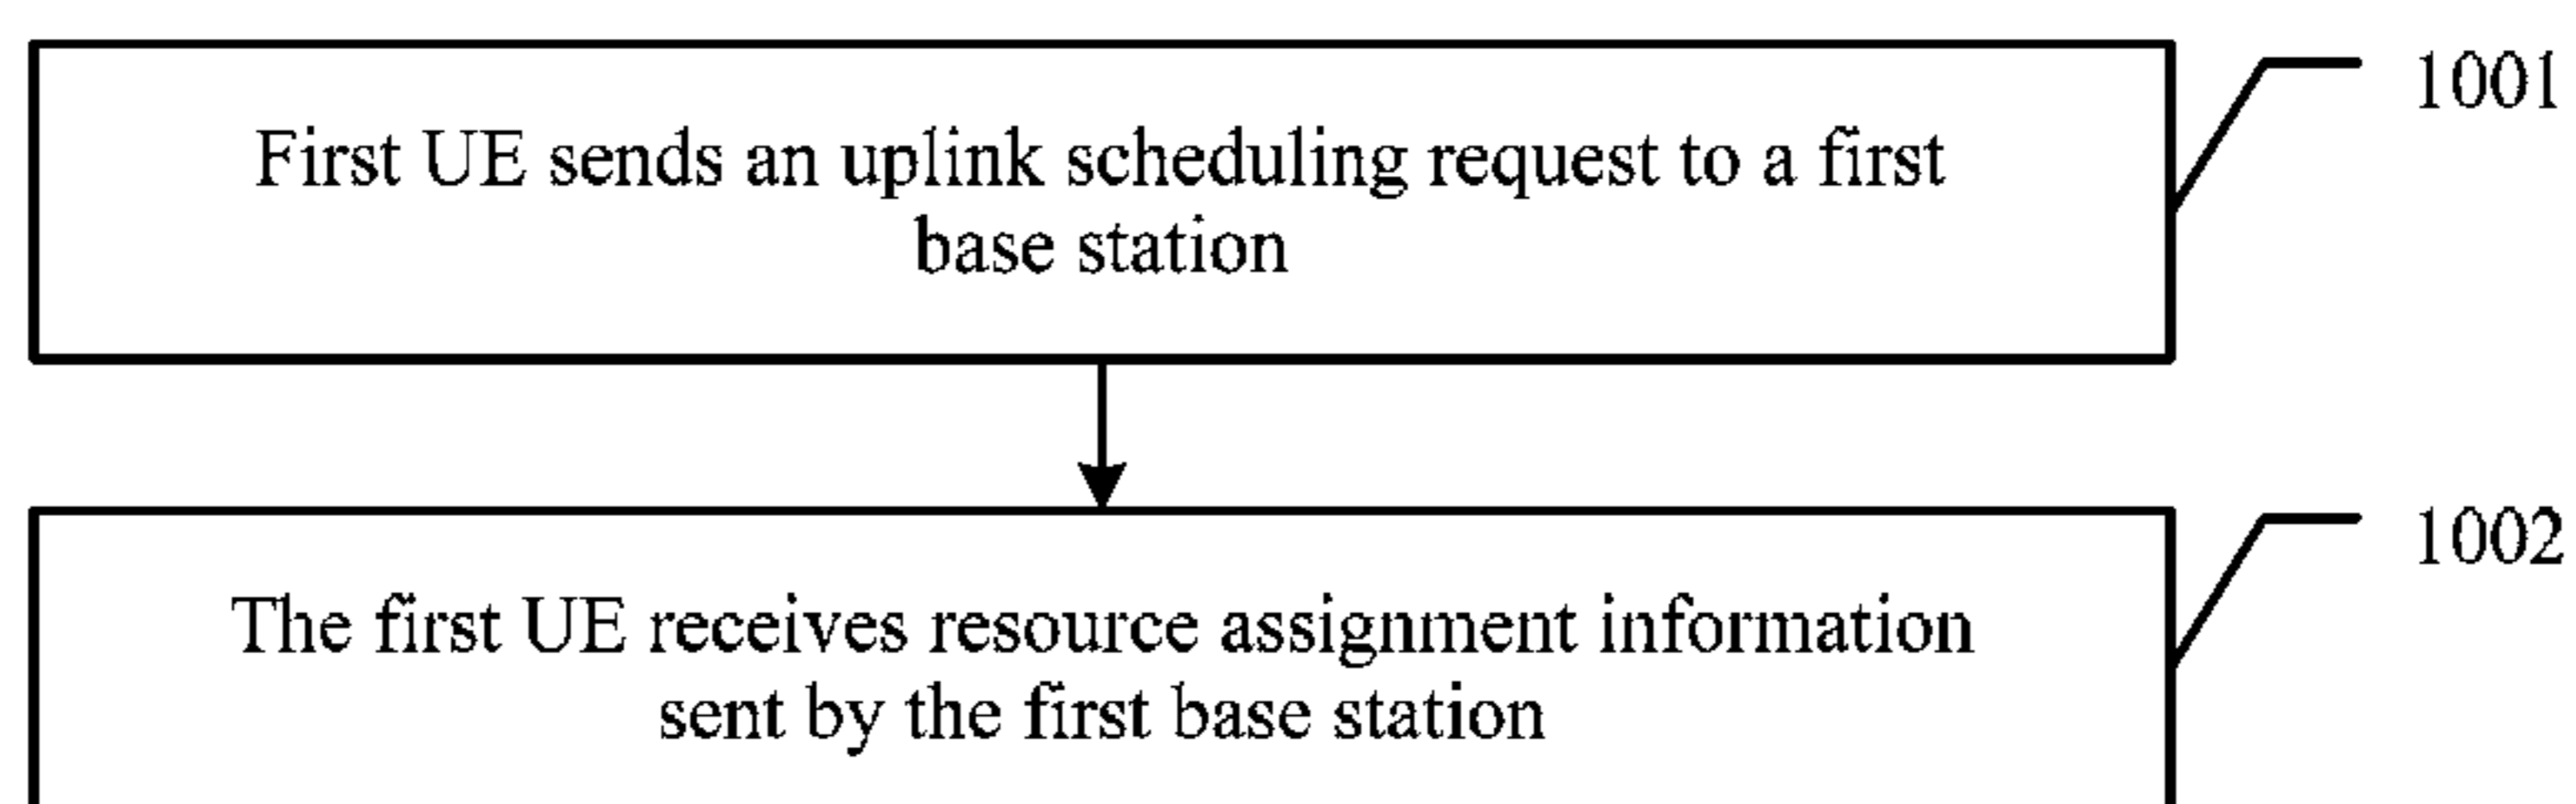 1001
First UE sends an uplink scheduling request to a first
base station
1002
The first UE receives resource assignment information
sent by the first base station